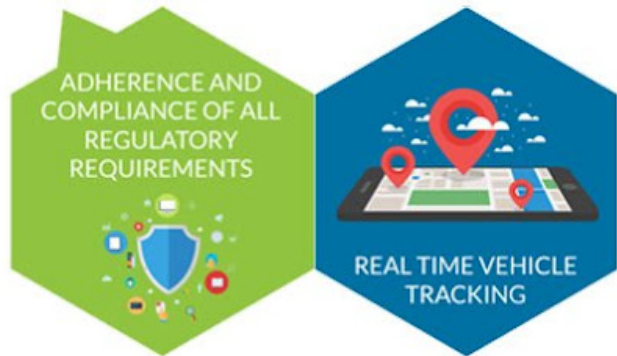 ADHERENCE AND
COMPLIANCE OF ALL
REGULATORY
REQUIREMENTS
REAL TIME VEHICLE
TRACKING